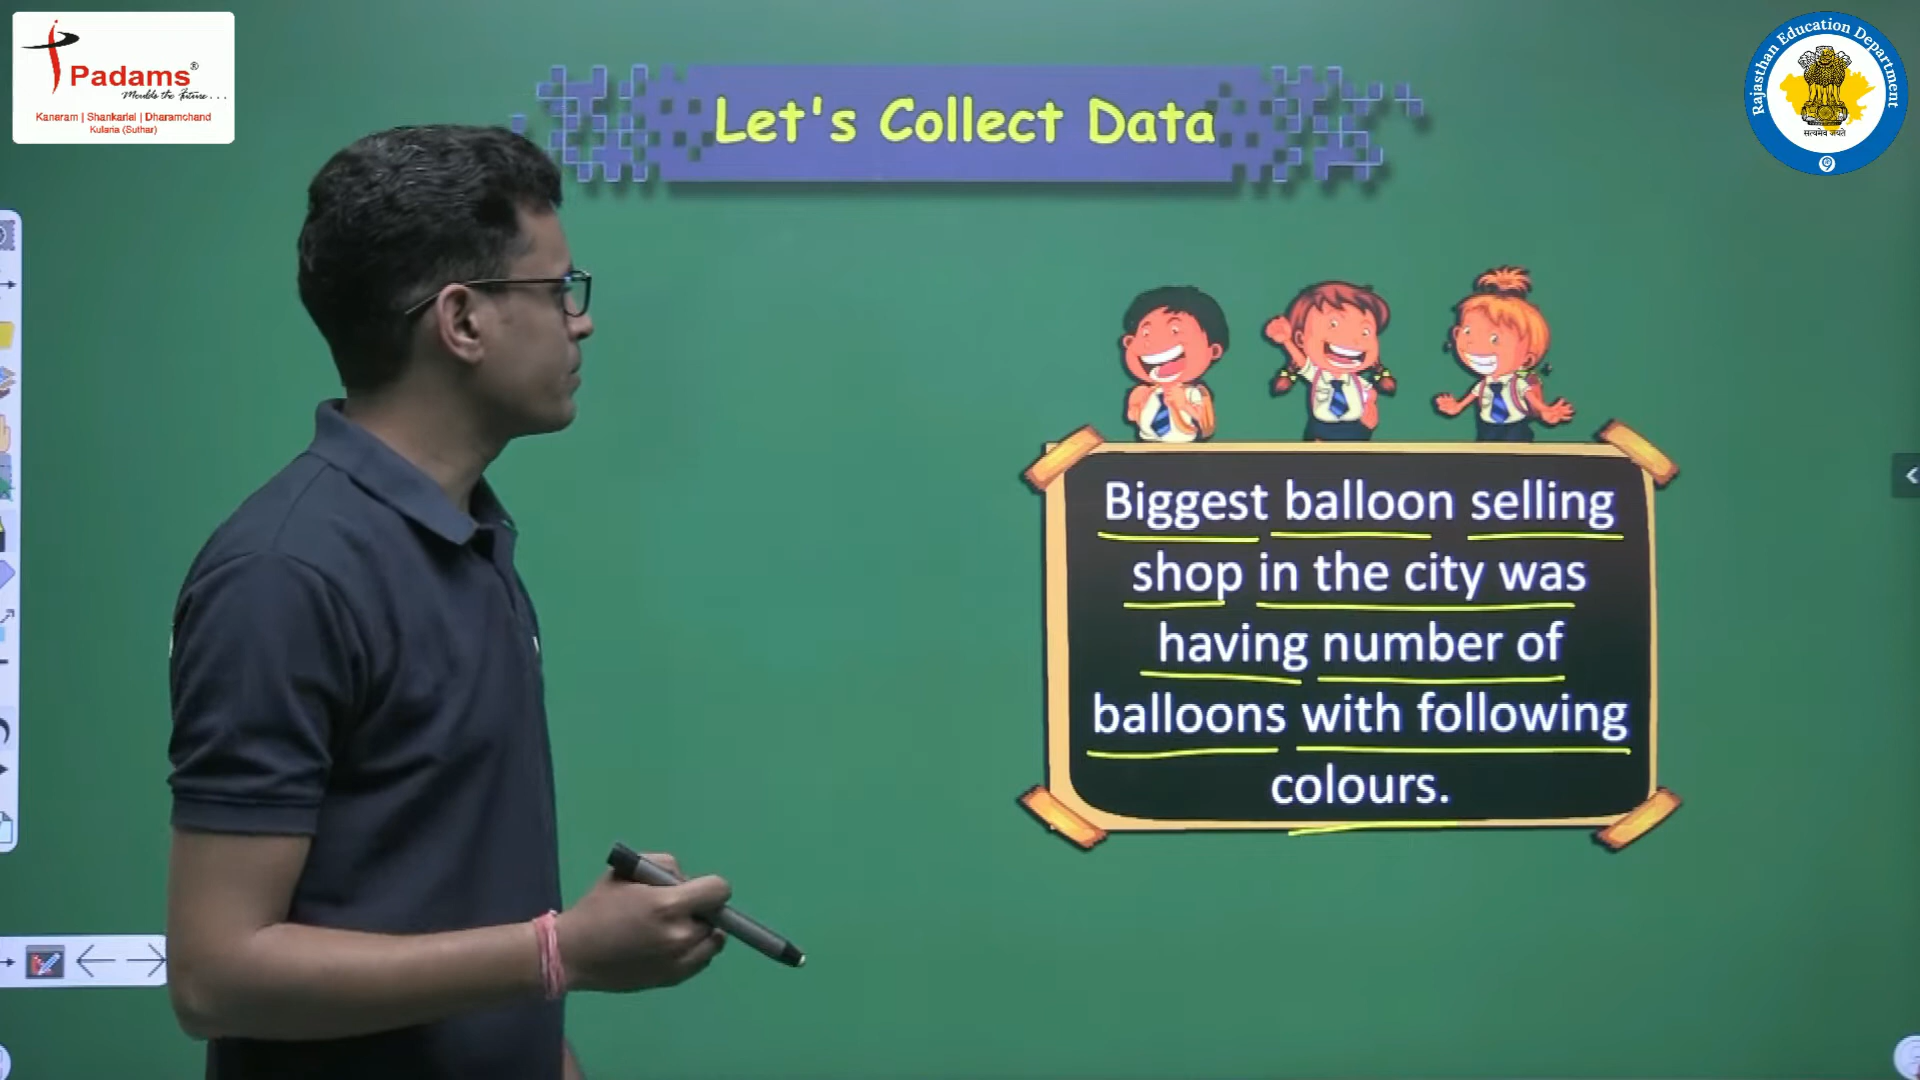 Padams®
Moulds the Future...
Kanaram | Shankarlal | Dharamchand
Kularia (Suthar)
Let's Collect Data
Rajasthan Education Department
सत्यमेव जयते
Biggest balloon selling
shop in the city was
having number of
balloons with following
colours.